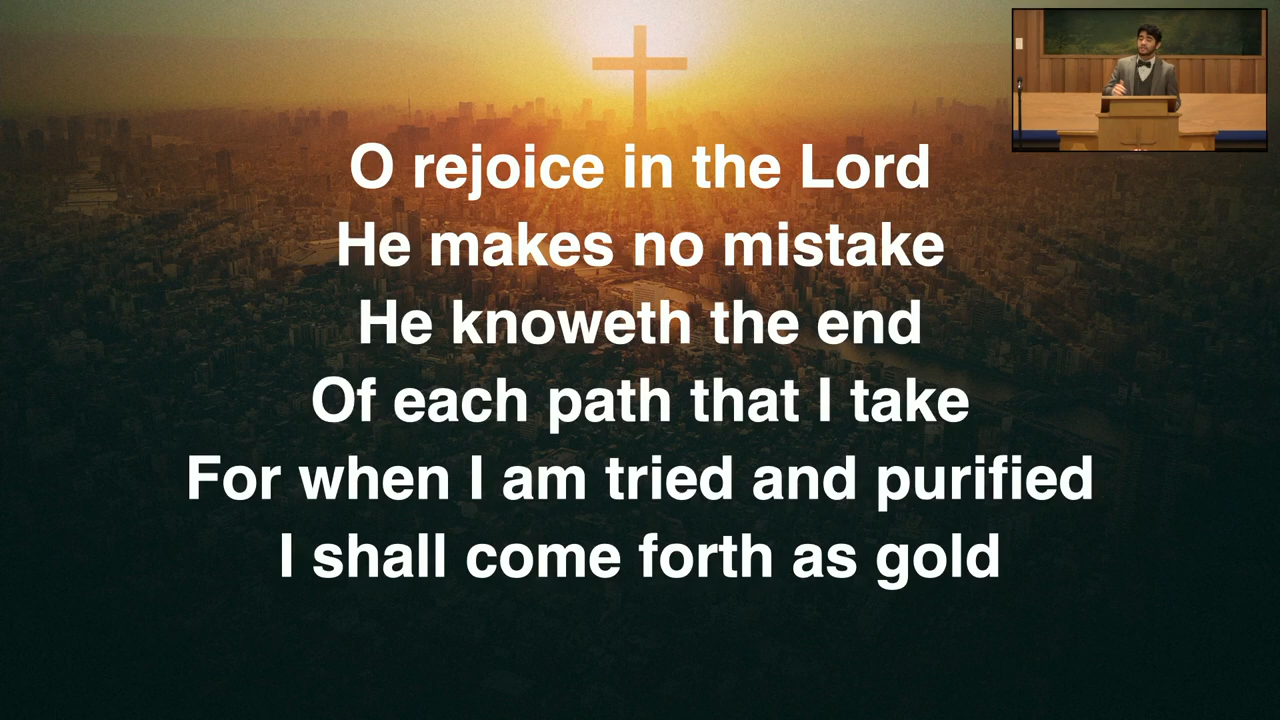 O rejoice in the Lord
He makes no mistake
He knoweth the end
Of each path that I take
For when I am tried and purified
I shall come forth as gold